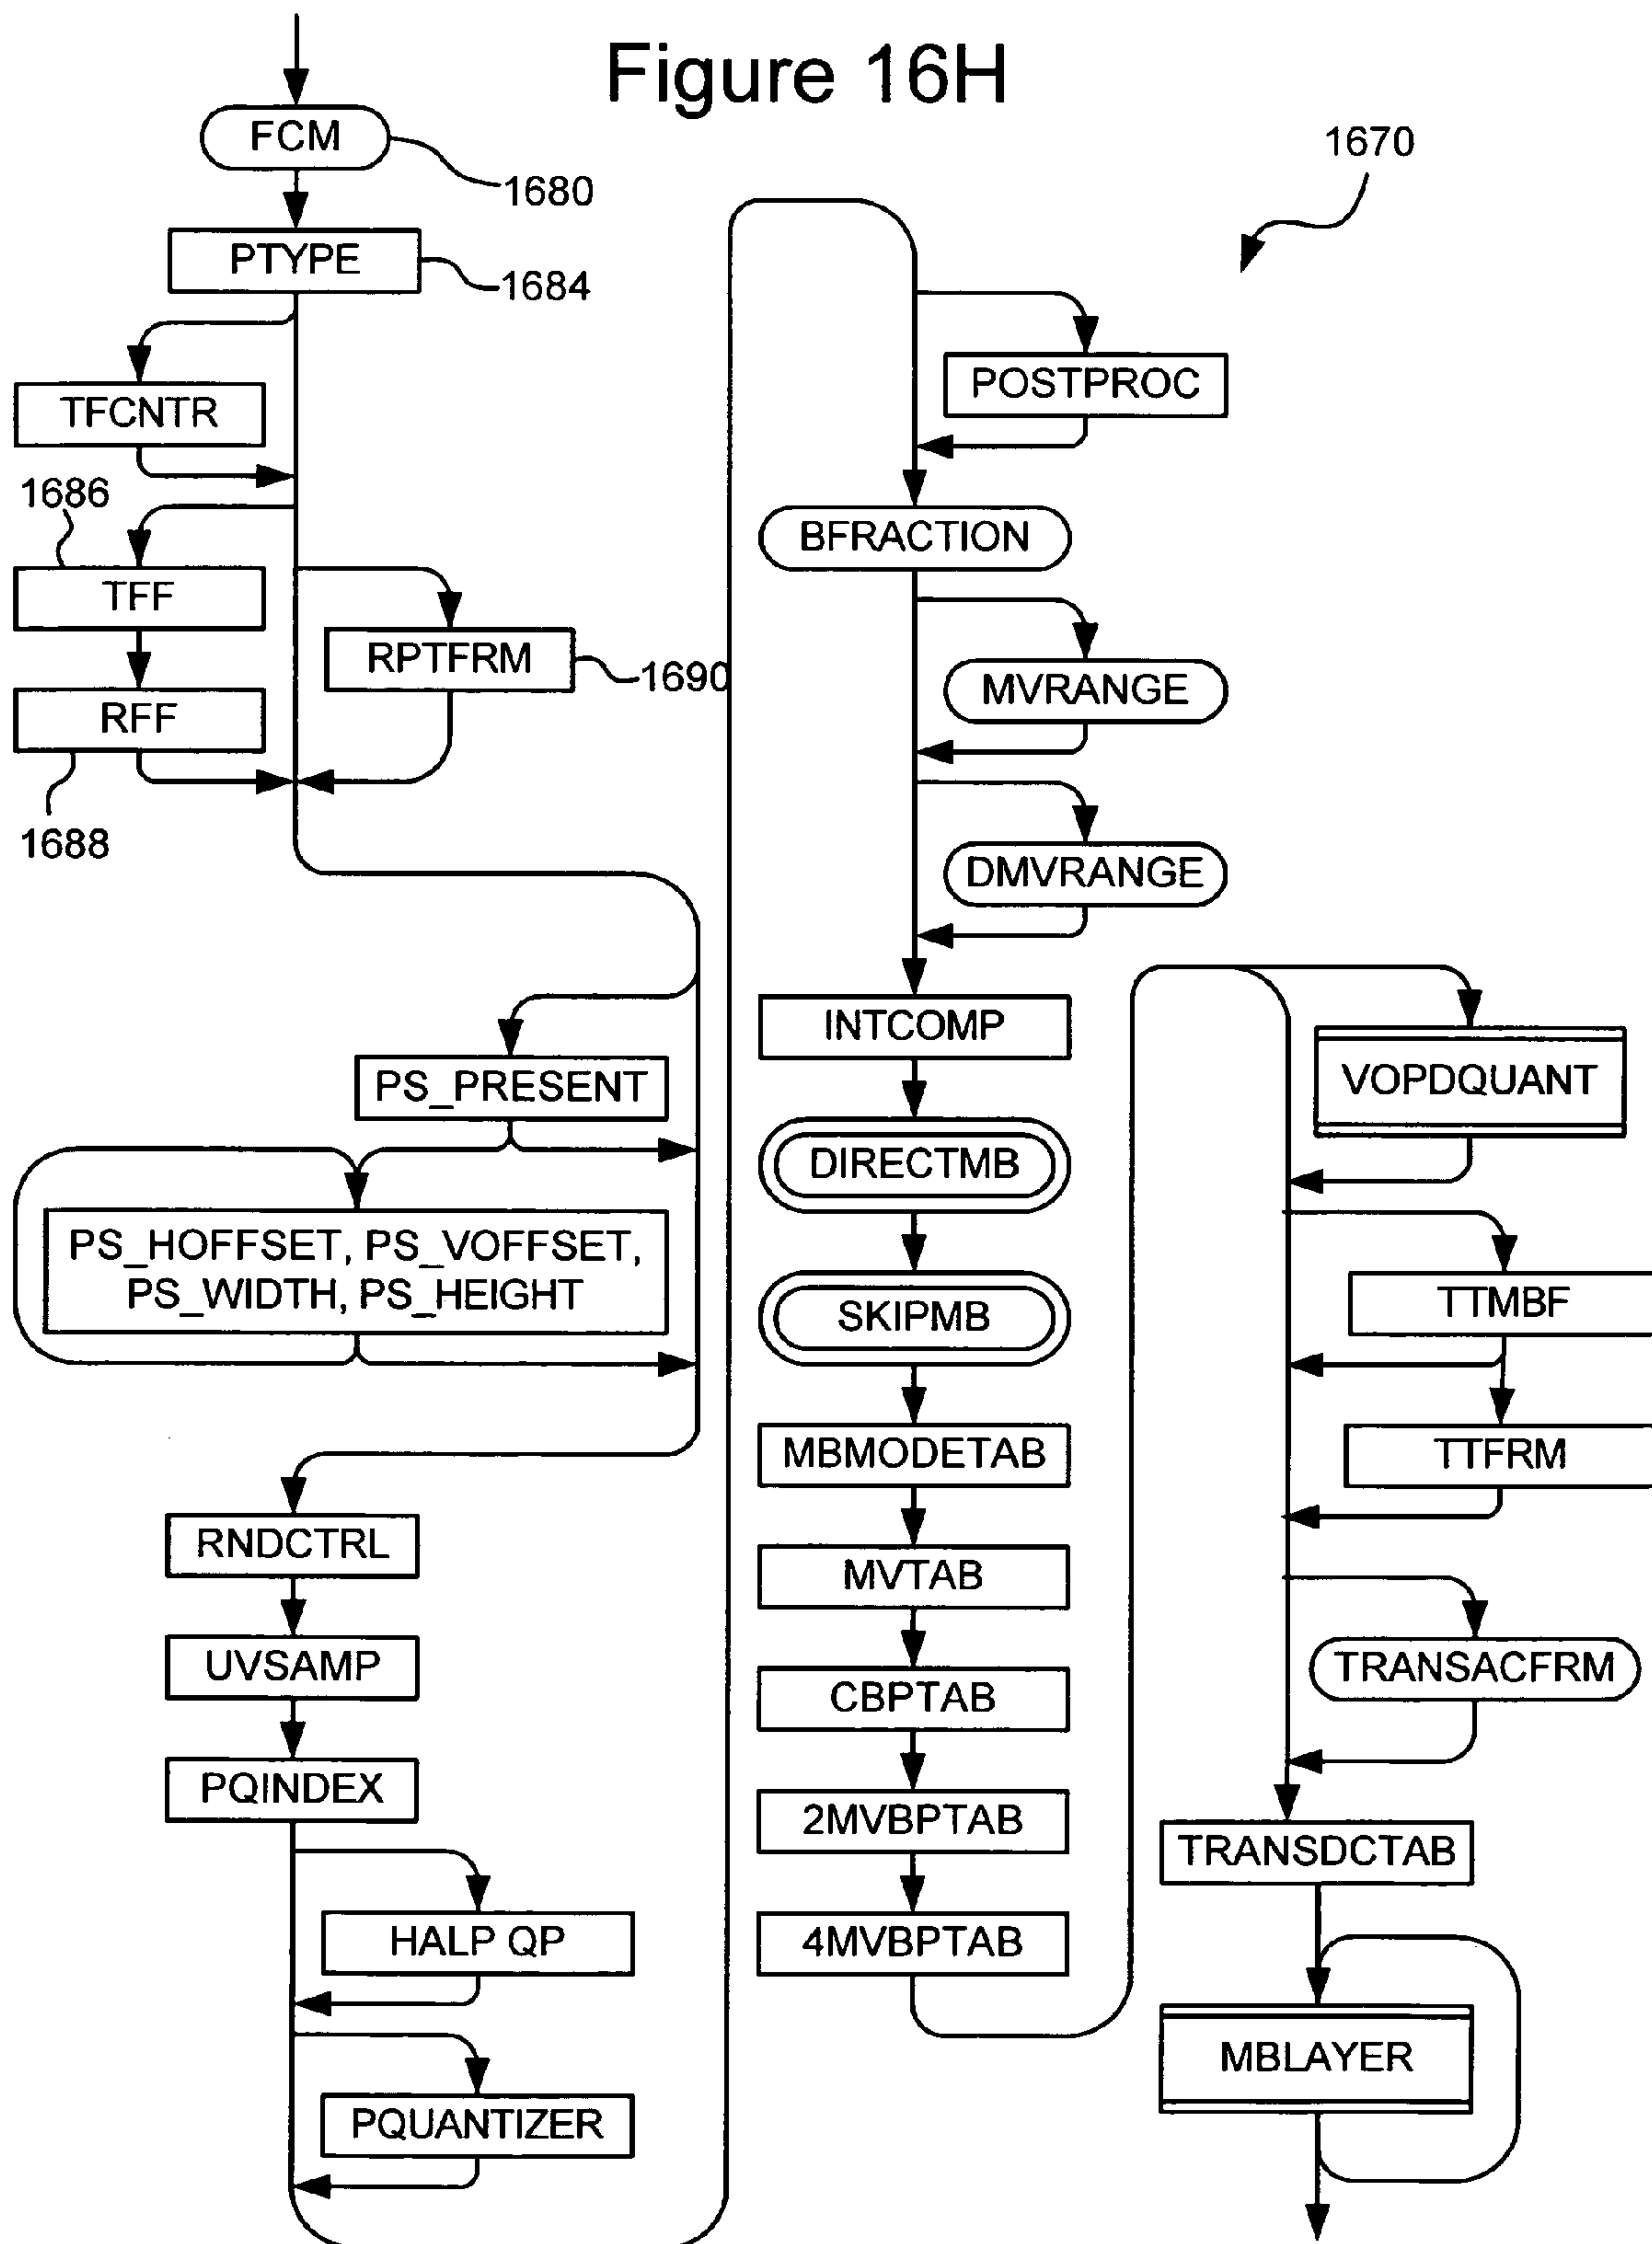 Figure 16H
1670
FCM
1680
PTYPE
1684
TFCNTR
1686
TFF
RPTFRM
1690
RFF
1688
PS_PRESENT
PS_HOFFSET, PS_VOFFSET,
PS_WIDTH, PS_HEIGHT
RNDCTRL
UVSAMP
PQINDEX
HALP QP
PQUANTIZER
POSTPROC
BFRACTION
MVRANGE
DMVRANGE
INTCOMP
DIRECTMB
SKIPMB
MBMODETAB
MVTAB
CBPTAB
2MVBPTAB
4MVBPTAB
VOPDQUANT
TTMBF
TTFRM
TRANSACFRM
TRANSDCTAB
MBLAYER